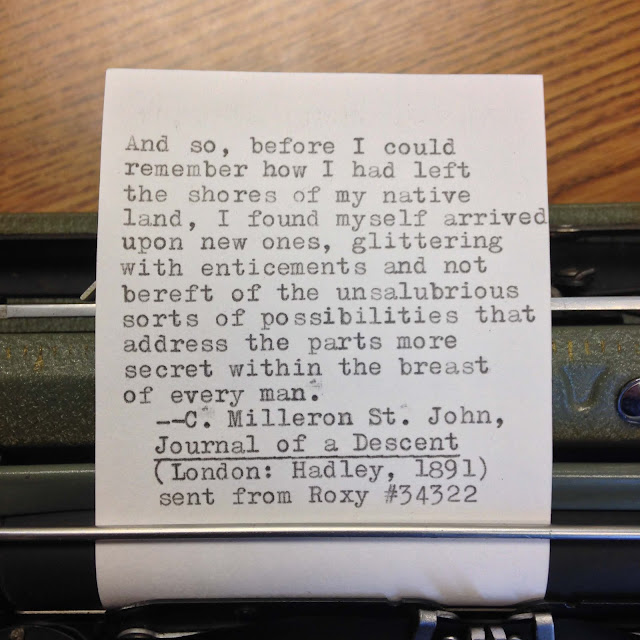 And so, before I could
remember how I had left
the shores of my native
land, I found myself arrived
upon new ones, glittering
with enticements and not
bereft of the unsalubrious
sorts of possibilities that
address the parts more
secret within the breast
of every man.
--C. Milleron St. John,
Journal of a Descent
(London: Hadley, 1891)
sent from Roxy #34322